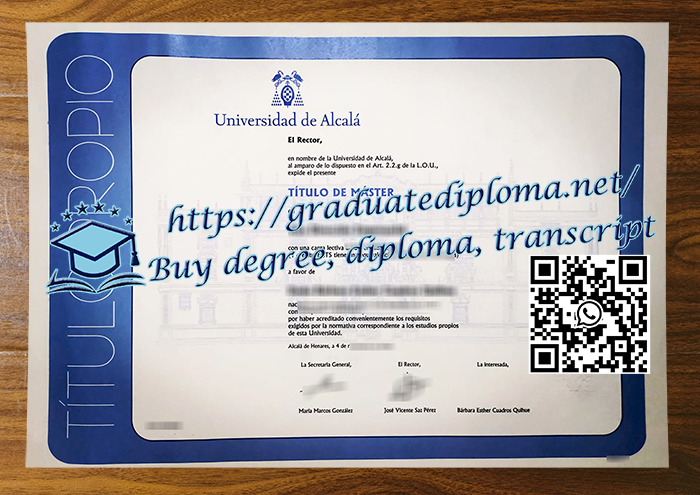 TÍTULO PROPIO
Universidad de Alcalá
El Rector,
en nombre de la Universidad de Alcalá,
al amparo de lo dispuesto en el Art. 2.2.g de la L.O.U.,
expide el presente
TÍTULO DE MÁSTER
https://graduatediploma.net/
con una carga lectiva
Buy degree, diploma, transcript
a favor de
por haber acreditado convenientemente los requisitos
exigidos por la normativa correspondiente a los estudios propios
de esta Universidad.
Alcalá de Henares, a 4 de
La Secretaria General, El Rector, La interesada,
María Marcos González José Vicente Saz Pérez Bárbara Esther Cuadros Quihue